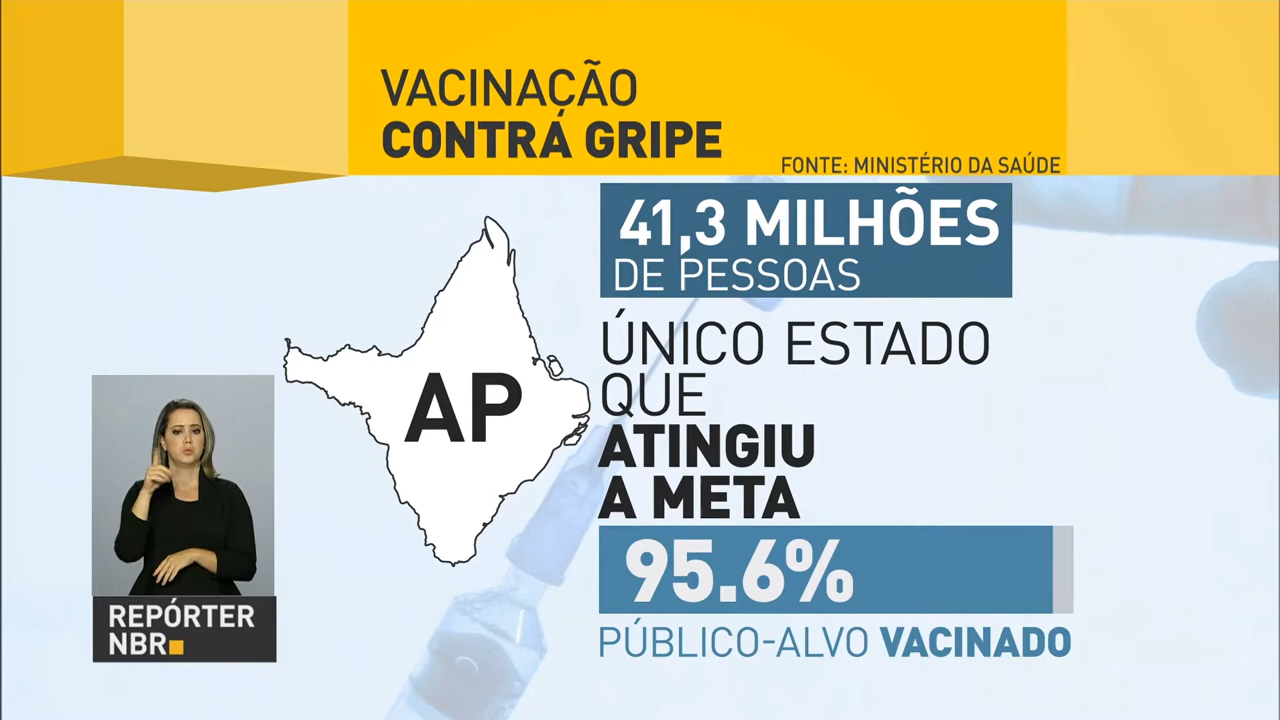 VACINAÇÃO
CONTRA GRIPE
FONTE: MINISTÉRIO DA SAÚDE
41,3 MILHÕES
DE PESSOAS
ÚNICO ESTADO
QUE
ATINGIU
A META
AP
95.6%
PÚBLICO-ALVO VACINADO
REPÓRTER
NBR